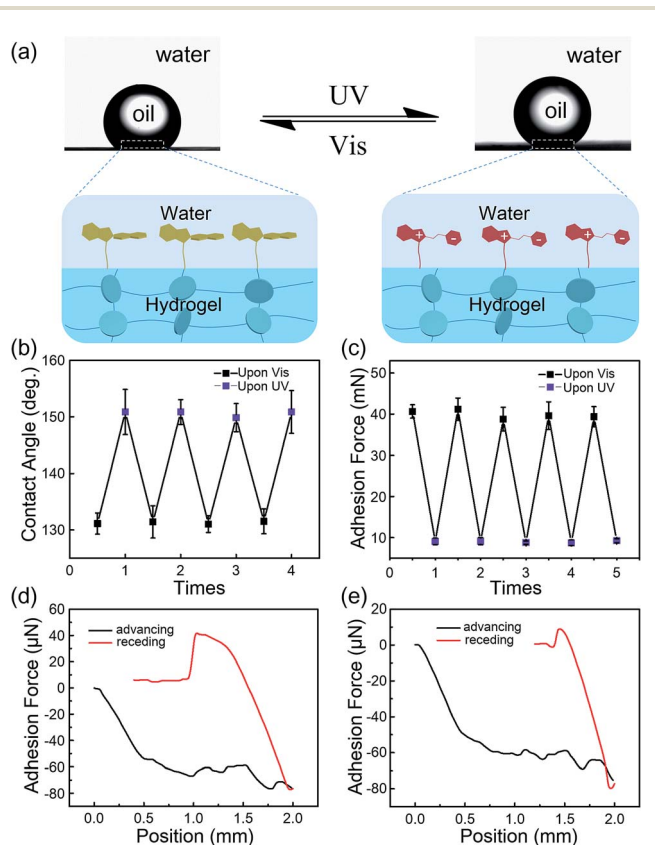 (a)
water
water
oil
UV
Vis
oil
Water
Water
+ - + - + -
Hydrogel
Hydrogel
(b)
(c)
160
150
140
130
Contact Angle (deg.)
Upon Vis
Upon UV
0 1 2 3 4
Times
50
40
30
20
10
Adhesion Force (mN)
Upon Vis
Upon UV
0 1 2 3 4 5
Times
(d)
(e)
60
40
20
0
-20
-40
-60
-80
Adhesion Force (μN)
advancing
receding
0.0 0.5 1.0 1.5 2.0
Position (mm)
20
0
-20
-40
-60
-80
Adhesion Force (μN)
advancing
receding
0.0 0.5 1.0 1.5 2.0
Position (mm)